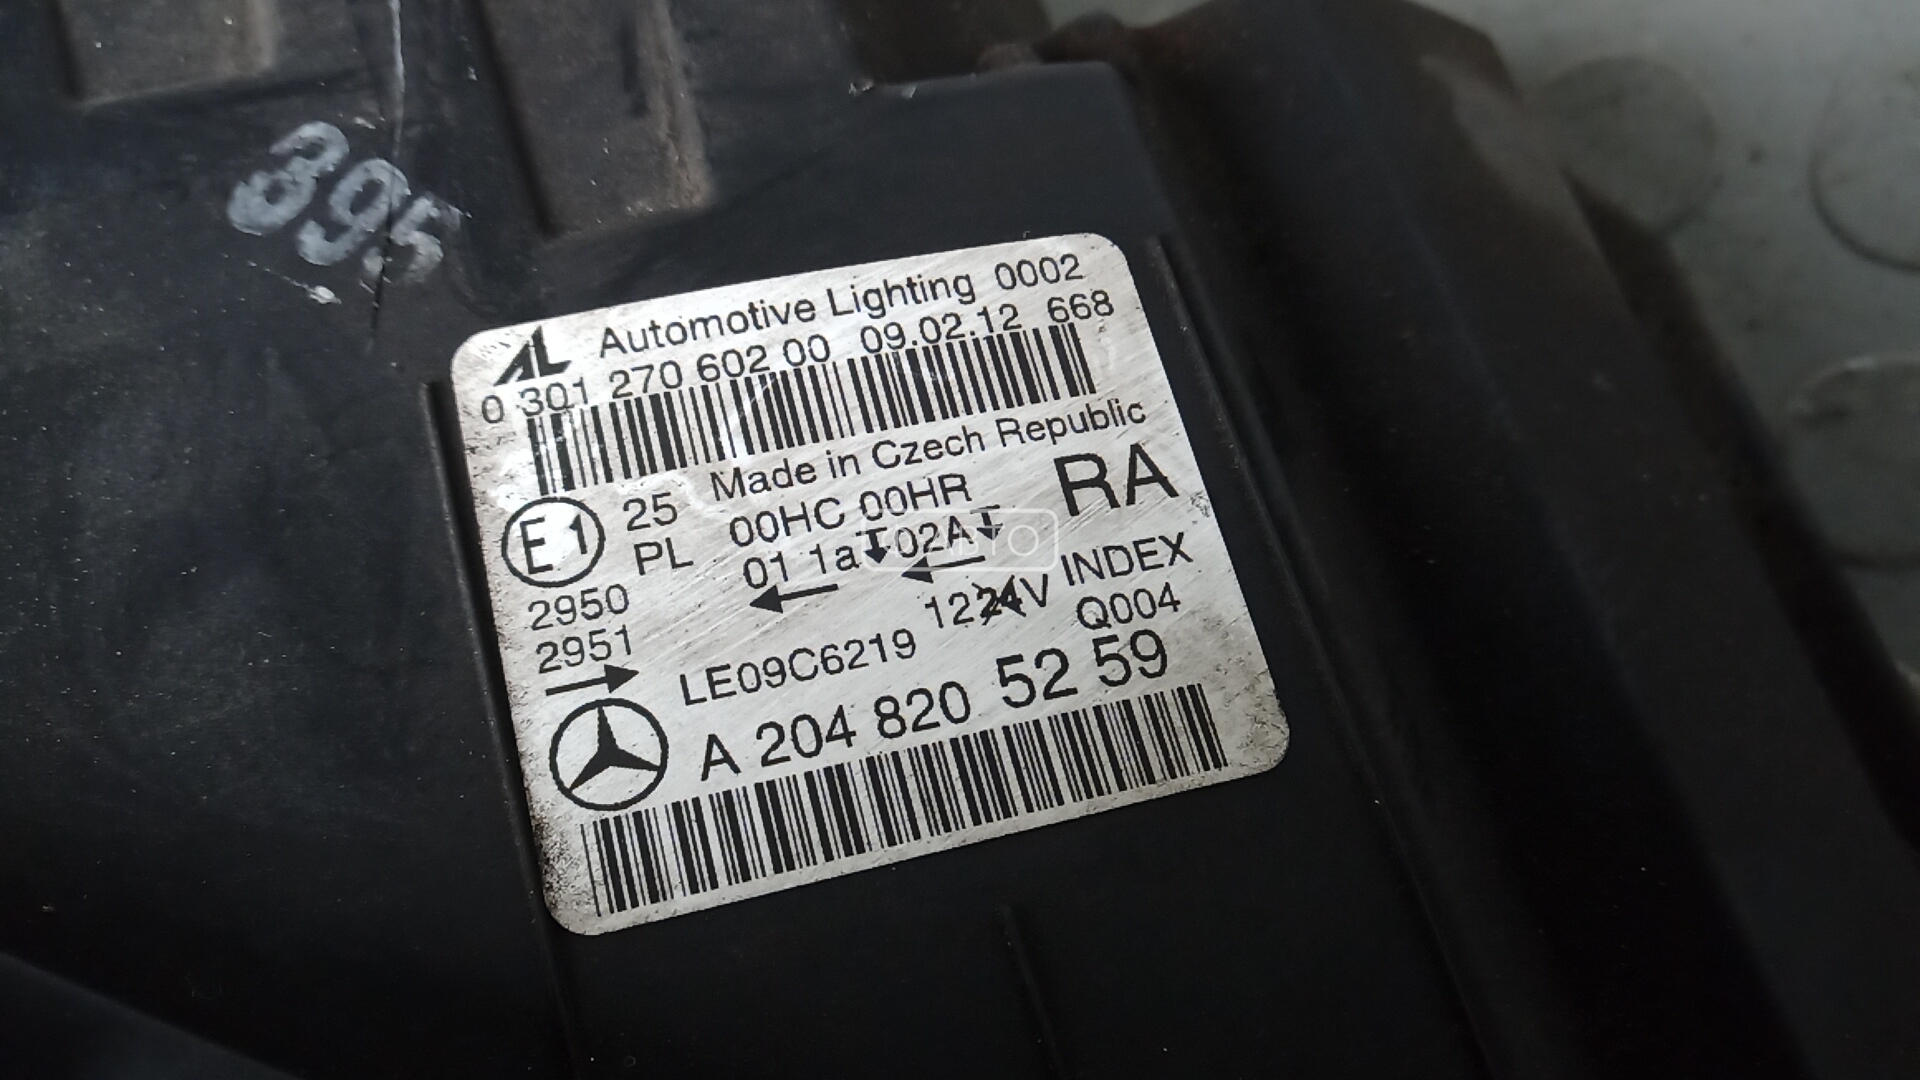 395
AL Automotive Lighting 0002
0 301 270 602 00 09.02.12 668
Made in Czech Republic
E1 25 00HC 00HR RA
PL 01 1a 02A
2950 12 24V INDEX
2951 LE09C6219 Q004
A 204 820 52 59